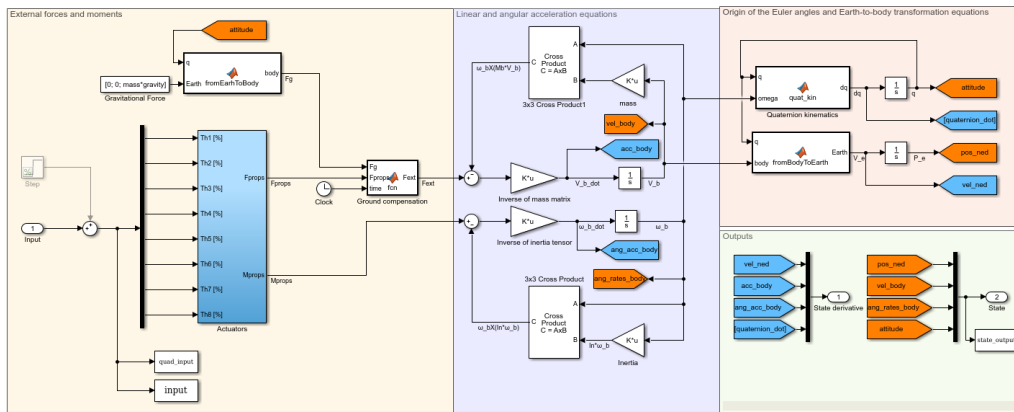 External forces and moments
attitude
q
Earth
fromEarhToBody
body
Fg
[0; 0; mass*gravity]
Gravitational Force
Step
1
Input
Th1 [%]
Th2 [%]
Th3 [%]
Th4 [%]
Th5 [%]
Th6 [%]
Th7 [%]
Th8 [%]
Fprops
Mprops
Actuators
Fprops
Mprops
Clock
Fg
Fprops
time
fcn
Fext
Ground compensation
Fext
quad_input
input
Linear and angular acceleration equations
Cross
Product
C = AxB
C
A
B
3x3 Cross Product1
ω_bX(Mb*V_b)
K*u
mass
vel_body
acc_body
K*u
Inverse of mass matrix
V_b_dot
1
s
V_b
K*u
Inverse of inertia tensor
ω_b_dot
1
s
ω_b
ang_acc_body
ang_rates_body
3x3 Cross Product
Cross
Product
C = AxB
C
A
B
ω_bX(In*ω_b)
In*ω_b
K*u
Inertia
Origin of the Euler angles and Earth-to-body transformation equations
q
omega
quat_kin
dq
Quaternion kinematics
dq
1
s
q
attitude
[quaternion_dot]
q
body
fromBodyToEarth
Earth
V_e
1
s
P_e
pos_ned
vel_ned
Outputs
vel_ned
acc_body
ang_acc_body
[quaternion_dot]
1
State derivative
pos_ned
vel_body
ang_rates_body
attitude
2
State
state_output